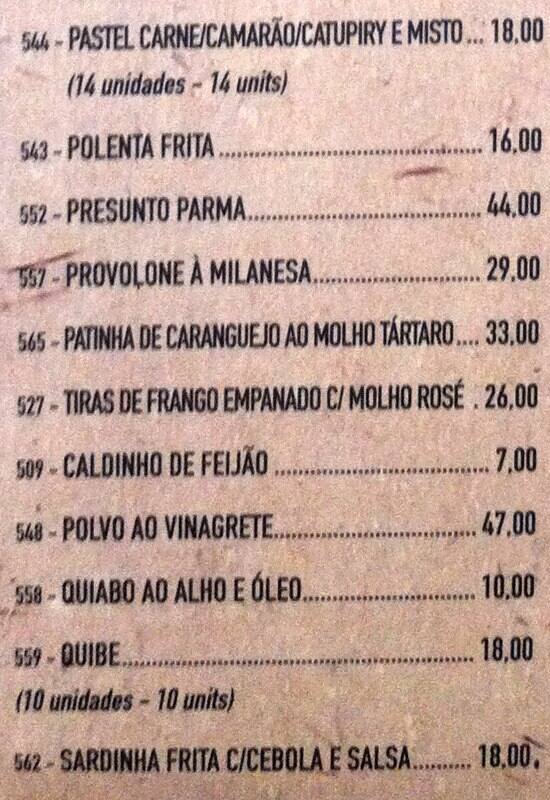 544 - PASTEL CARNE/CAMARÃO/CATUPIRY E MISTO ... 18,00
(14 unidades - 14 units)
543 - POLENTA FRITA ........................................ 16,00
552 - PRESUNTO PARMA................................... 44,00
557 - PROVOLONE À MILANESA......................... 29,00
565 - PATINHA DE CARANGUEJO AO MOLHO TÁRTARO.... 33,00
527 - TIRAS DE FRANGO EMPANADO C/ MOLHO ROSÉ . 26,00
509 - CALDINHO DE FEIJÃO ................................ 7,00
548 - POLVO AO VINAGRETE.............................. 47,00
558 - QUIABO AO ALHO E ÓLEO.......................... 10,00
559 - QUIBE..................................................... 18,00
(10 unidades - 10 units)
562 - SARDINHA FRITA C/CEBOLA E SALSA.......... 18,00.